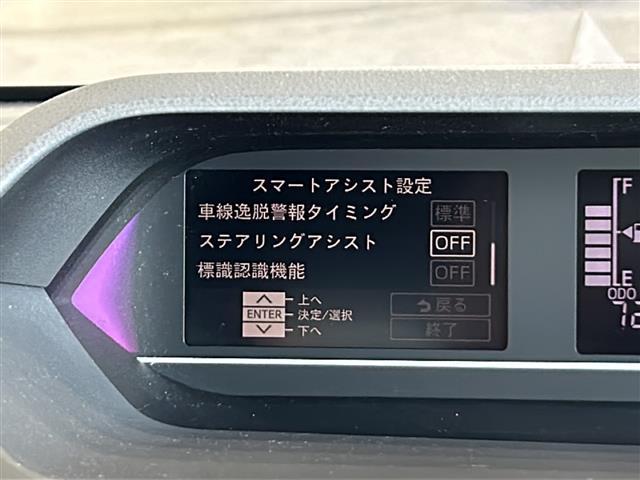 スマートアシスト設定
車線逸脱警報タイミング 標準
ステアリングアシスト OFF
標識認識機能 OFF
上へ
ENTER 決定/選択
下へ
戻る
終了
F
E
ODO